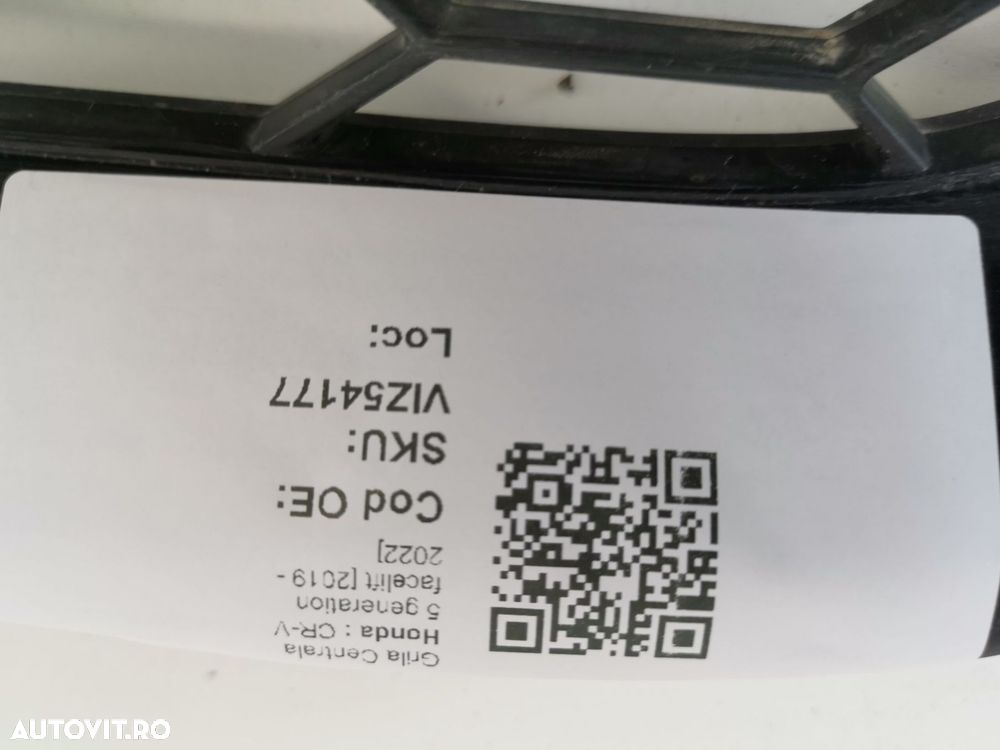 Grila Centrala
Honda : CR-V
5 generation
facelift [2019 -
2022]
Cod OE:
SKU:
VIZ54177
Loc:
AUTOVIT.RO